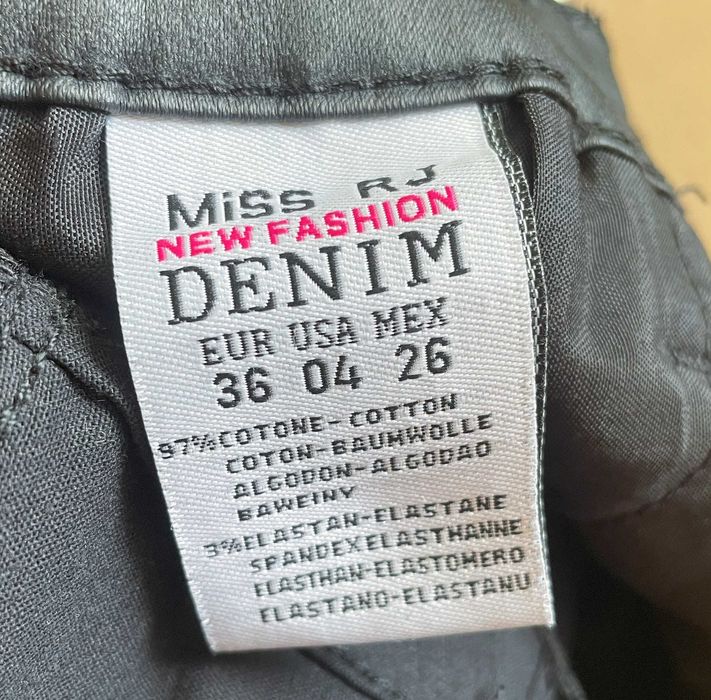 MiSS RJ
NEW FASHION
DENIM
EUR USA MEX
36 04 26
97%COTONE-COTTON
COTON-BAUMWOLLE
ALGODON-ALGODAO
BAWEINY
3%ELASTAN-ELASTANE
SPANDEXELASTHANNE
ELASTHAN-ELASTOMERO
ELASTANO-ELASTANU